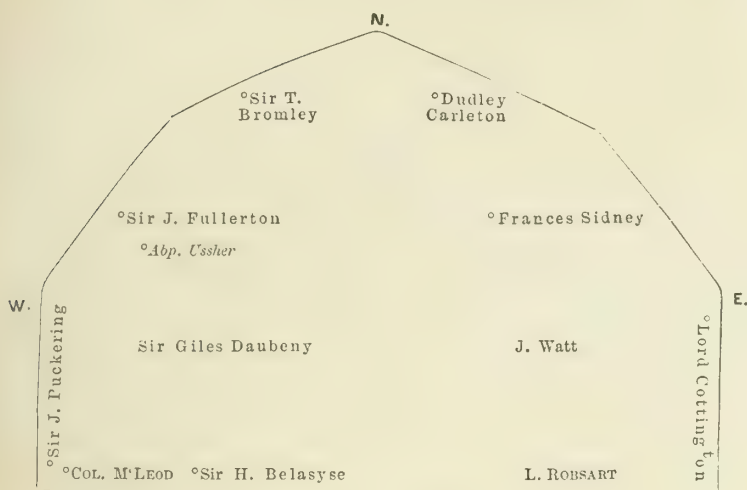 N.
°Sir T.
Bromley
°Dudley
Carleton
°Sir J. Fullerton
°Frances Sidney
°Abp. Ussher
W.
E.
°Sir J. Puckering
Sir Giles Daubeny
J. Watt
°Lord Cottington
°COL. M'LEOD °Sir H. Belasyse
L. ROBSART